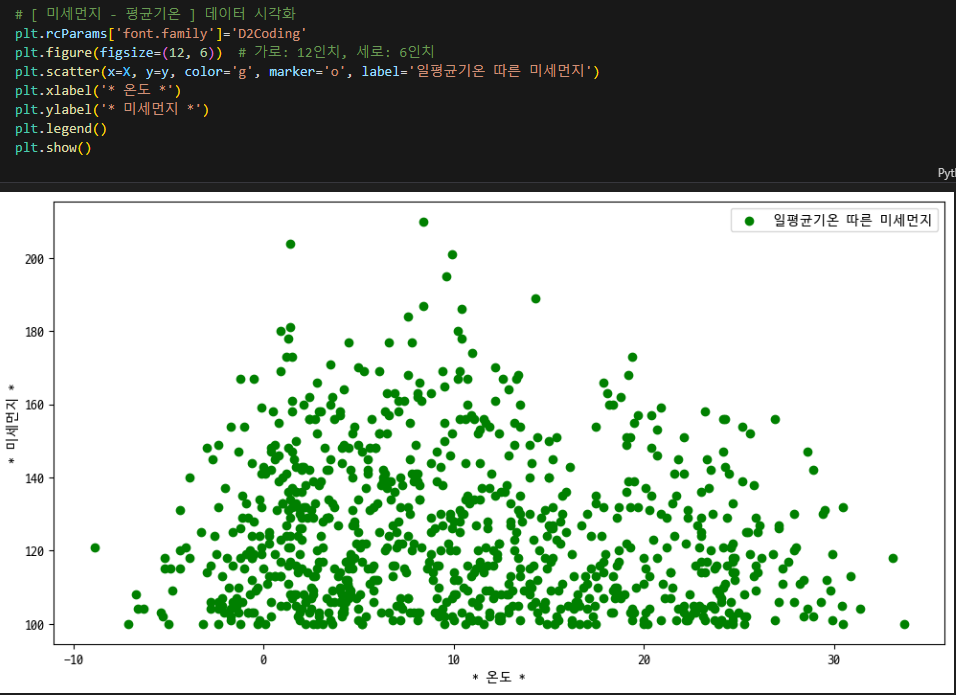 # [ 미세먼지 - 평균기온 ] 데이터 시각화
plt.rcParams['font.family']='D2Coding'
plt.figure(figsize=(12, 6))  # 가로: 12인치, 세로: 6인치
plt.scatter(x=X, y=y, color='g', marker='o', label='일평균기온 따른 미세먼지')
plt.xlabel('* 온도 *')
plt.ylabel('* 미세먼지 *')
plt.legend()
plt.show()
일평균기온 따른 미세먼지
200
180
160
140
120
100
* 미세먼지 *
-10 0 10 20 30
* 온도 *